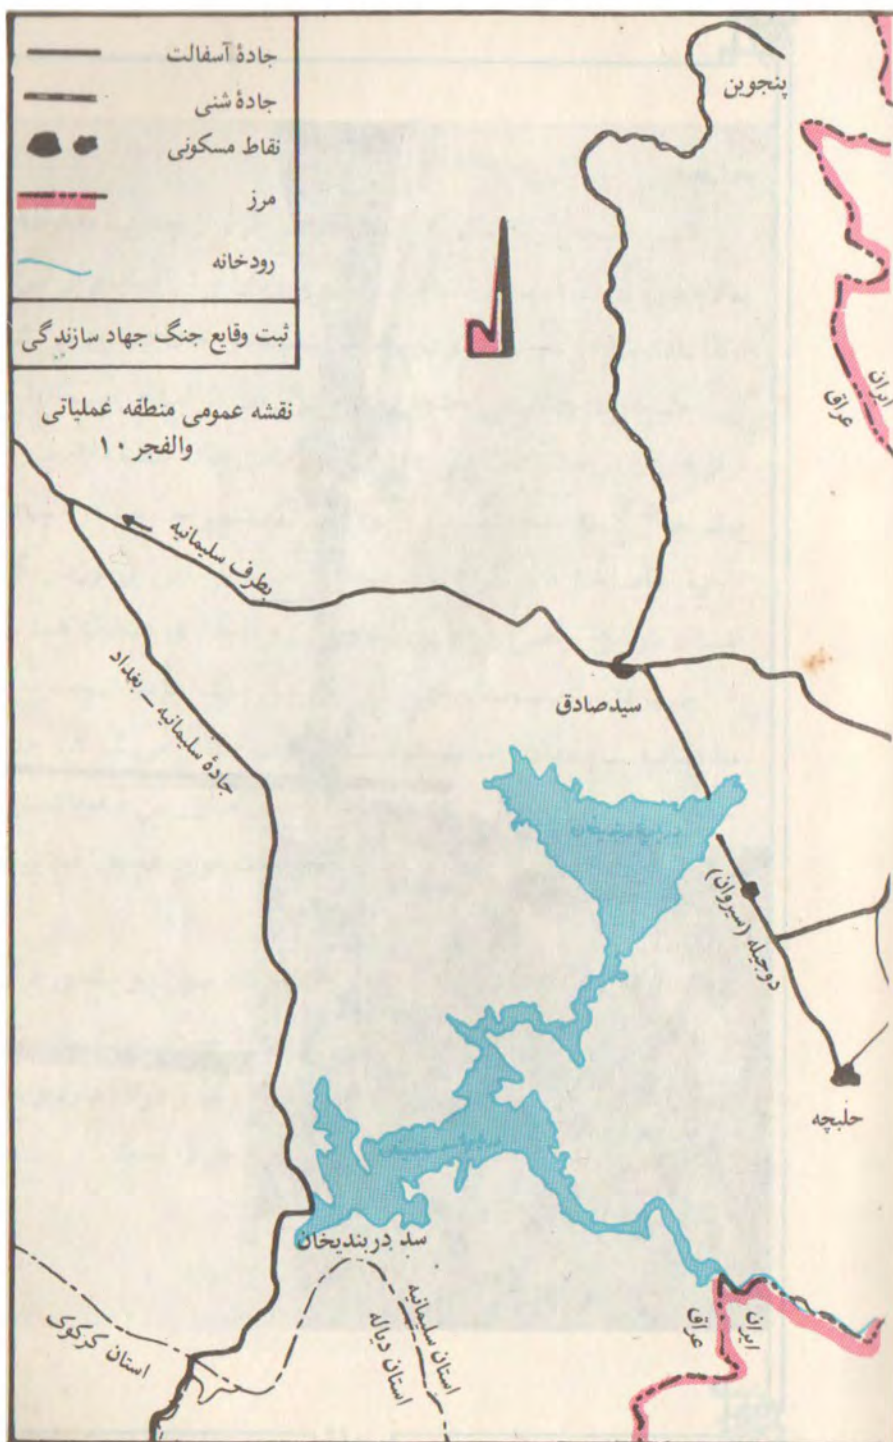 جادهٔ آسفالت
جادهٔ شنی
نقاط مسکونی
مرز
رودخانه
ثبت وقایع جنگ جهاد سازندگی
نقشه عمومی منطقه عملیاتی
والفجر ۱۰
پنجوین
ایران
عراق
بطرف سلیمانیه
سیدصادق
جادهٔ سلیمانیه - بغداد
دوجیله (سیروان)
حلبچه
سد دربندیخان
استان کرکوک
استان سلیمانیه
استان دیاله
ایران
عراق